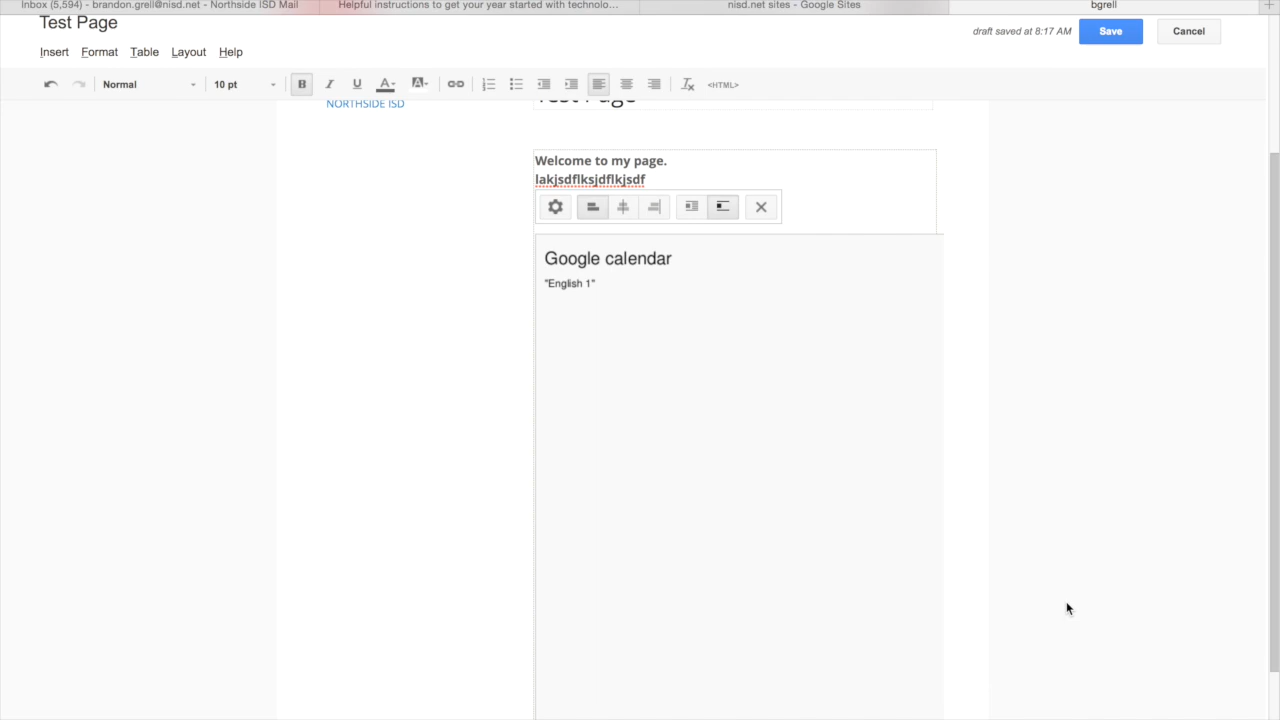 Inbox (5,594) - brandon.grell@nisd.net - Northside ISD Mail
Helpful instructions to get your year started with technolo...
nisd.net sites - Google Sites
bgrell
Test Page
draft saved at 8:17 AM
Save
Cancel
Insert Format Table Layout Help
Normal 10 pt B I U A A <HTML>
NORTHSIDE ISD
Test Page
Welcome to my page.
lakjsdflksjdflkjsdf
Google calendar
"English 1"